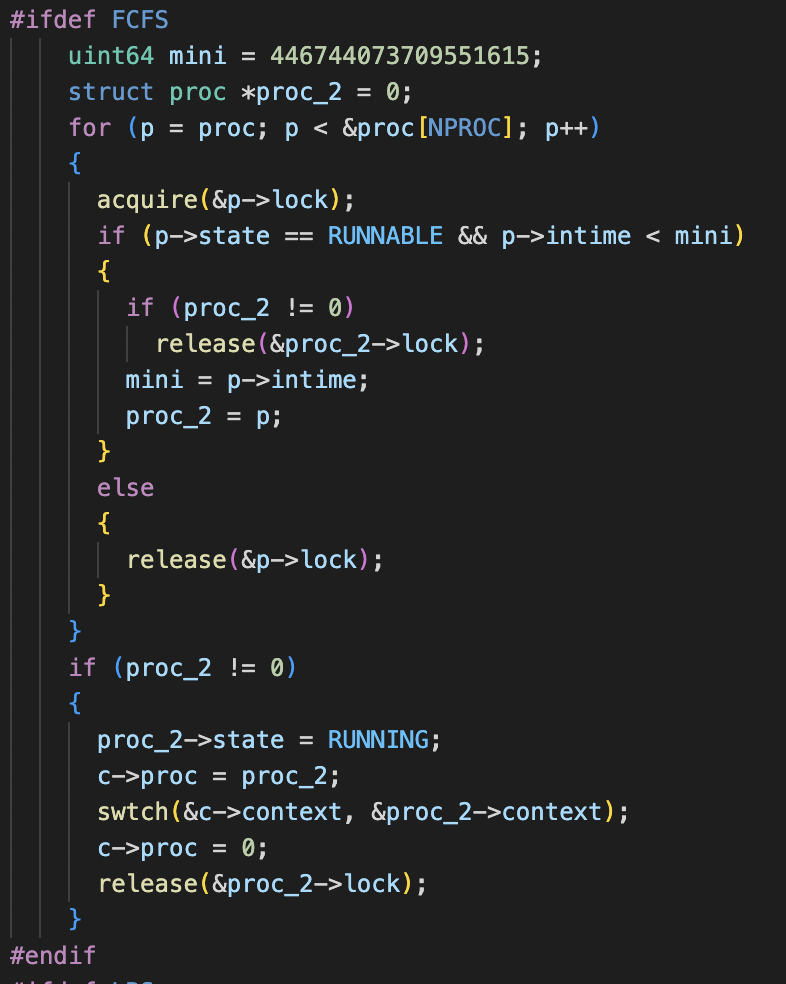 #ifdef FCFS
uint64 mini = 446744073709551615;
struct proc *proc_2 = 0;
for (p = proc; p < &proc[NPROC]; p++)
{
acquire(&p->lock);
if (p->state == RUNNABLE && p->intime < mini)
{
if (proc_2 != 0)
release(&proc_2->lock);
mini = p->intime;
proc_2 = p;
}
else
{
release(&p->lock);
}
}
if (proc_2 != 0)
{
proc_2->state = RUNNING;
c->proc = proc_2;
swtch(&c->context, &proc_2->context);
c->proc = 0;
release(&proc_2->lock);
}
#endif